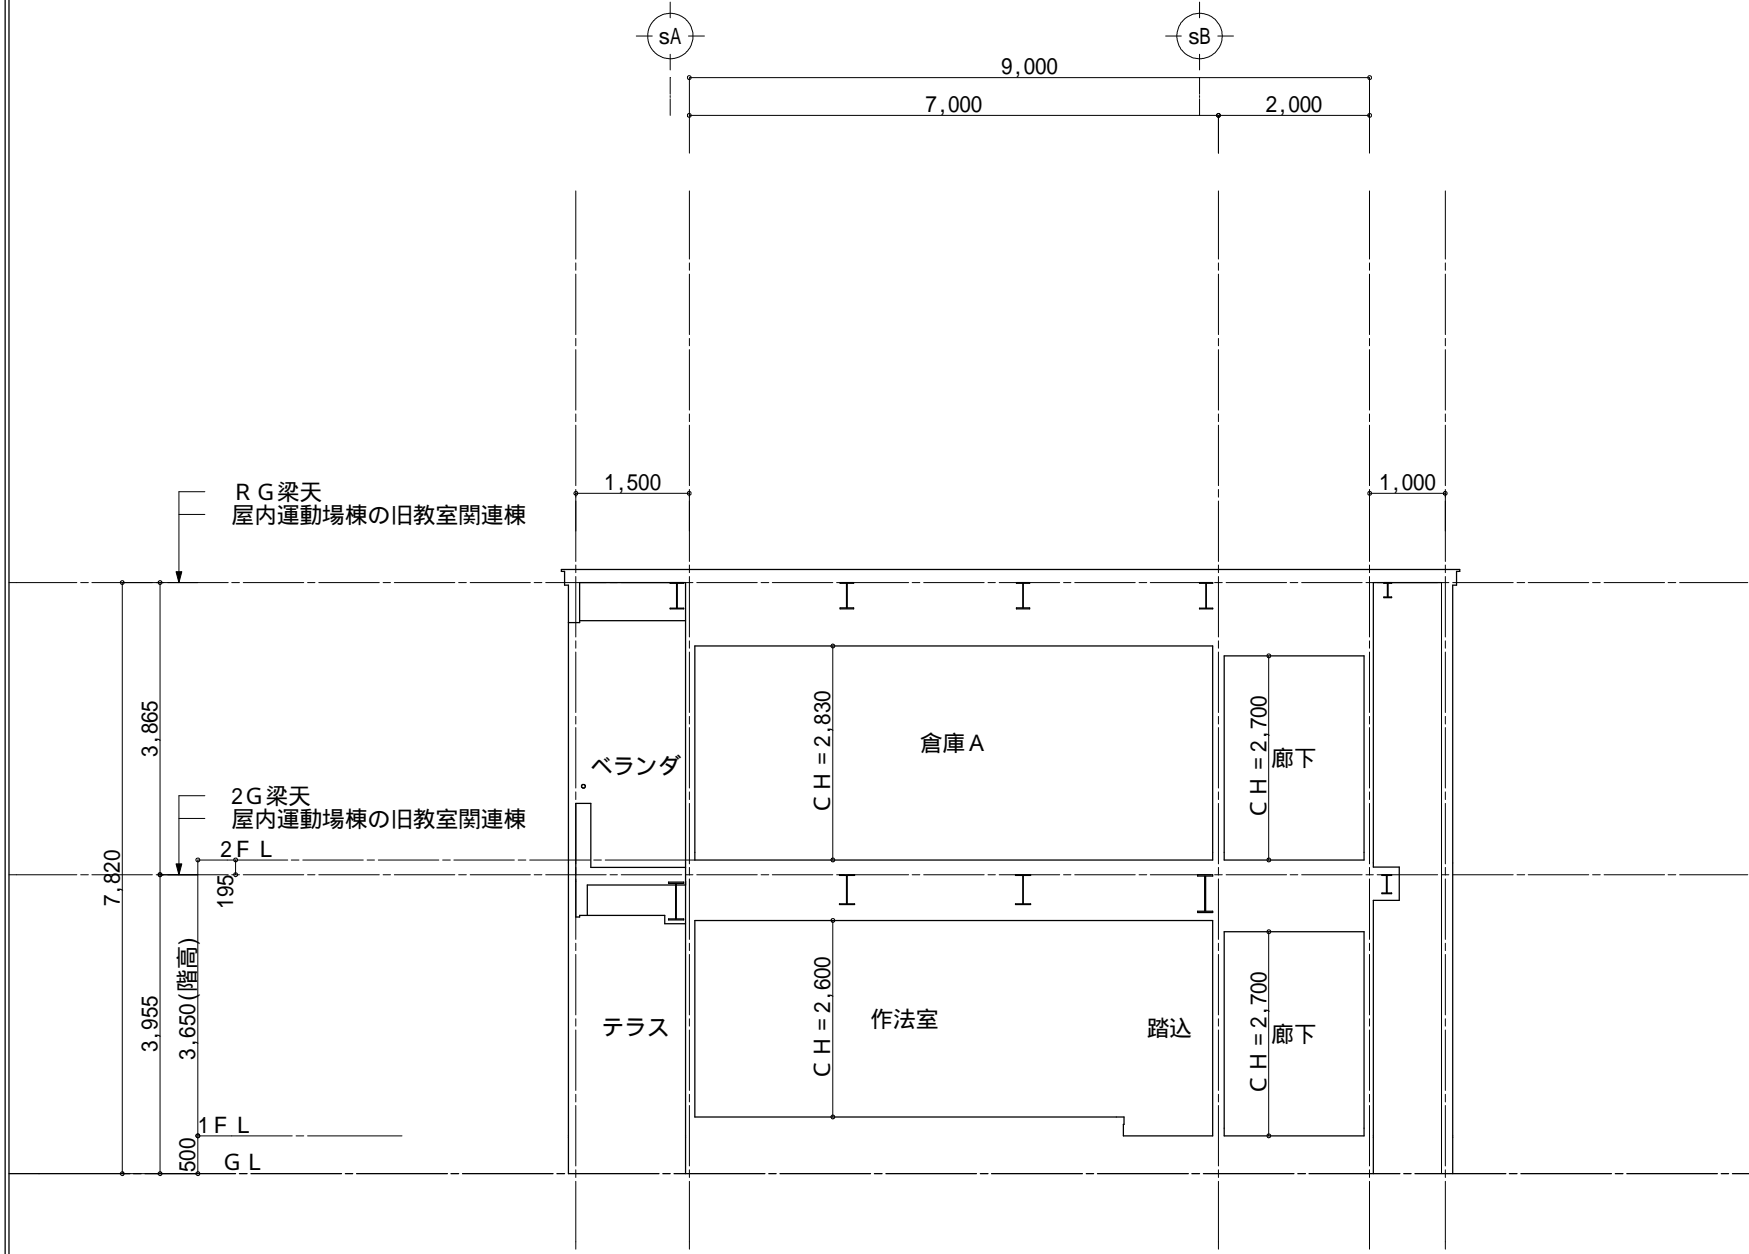 sA
sB
9,000
7,000
2,000
1,500
1,000
ＲＧ梁天
屋内運動場棟の旧教室関連棟
3,865
ＣＨ＝2,830
倉庫Ａ
ＣＨ＝2,700
廊下
ベランダ
2G梁天
屋内運動場棟の旧教室関連棟
2ＦＬ
195
7,820
3,955
3,650(階高)
テラス
ＣＨ＝2,600
作法室
踏込
ＣＨ＝2,700
廊下
1ＦＬ
500
ＧＬ